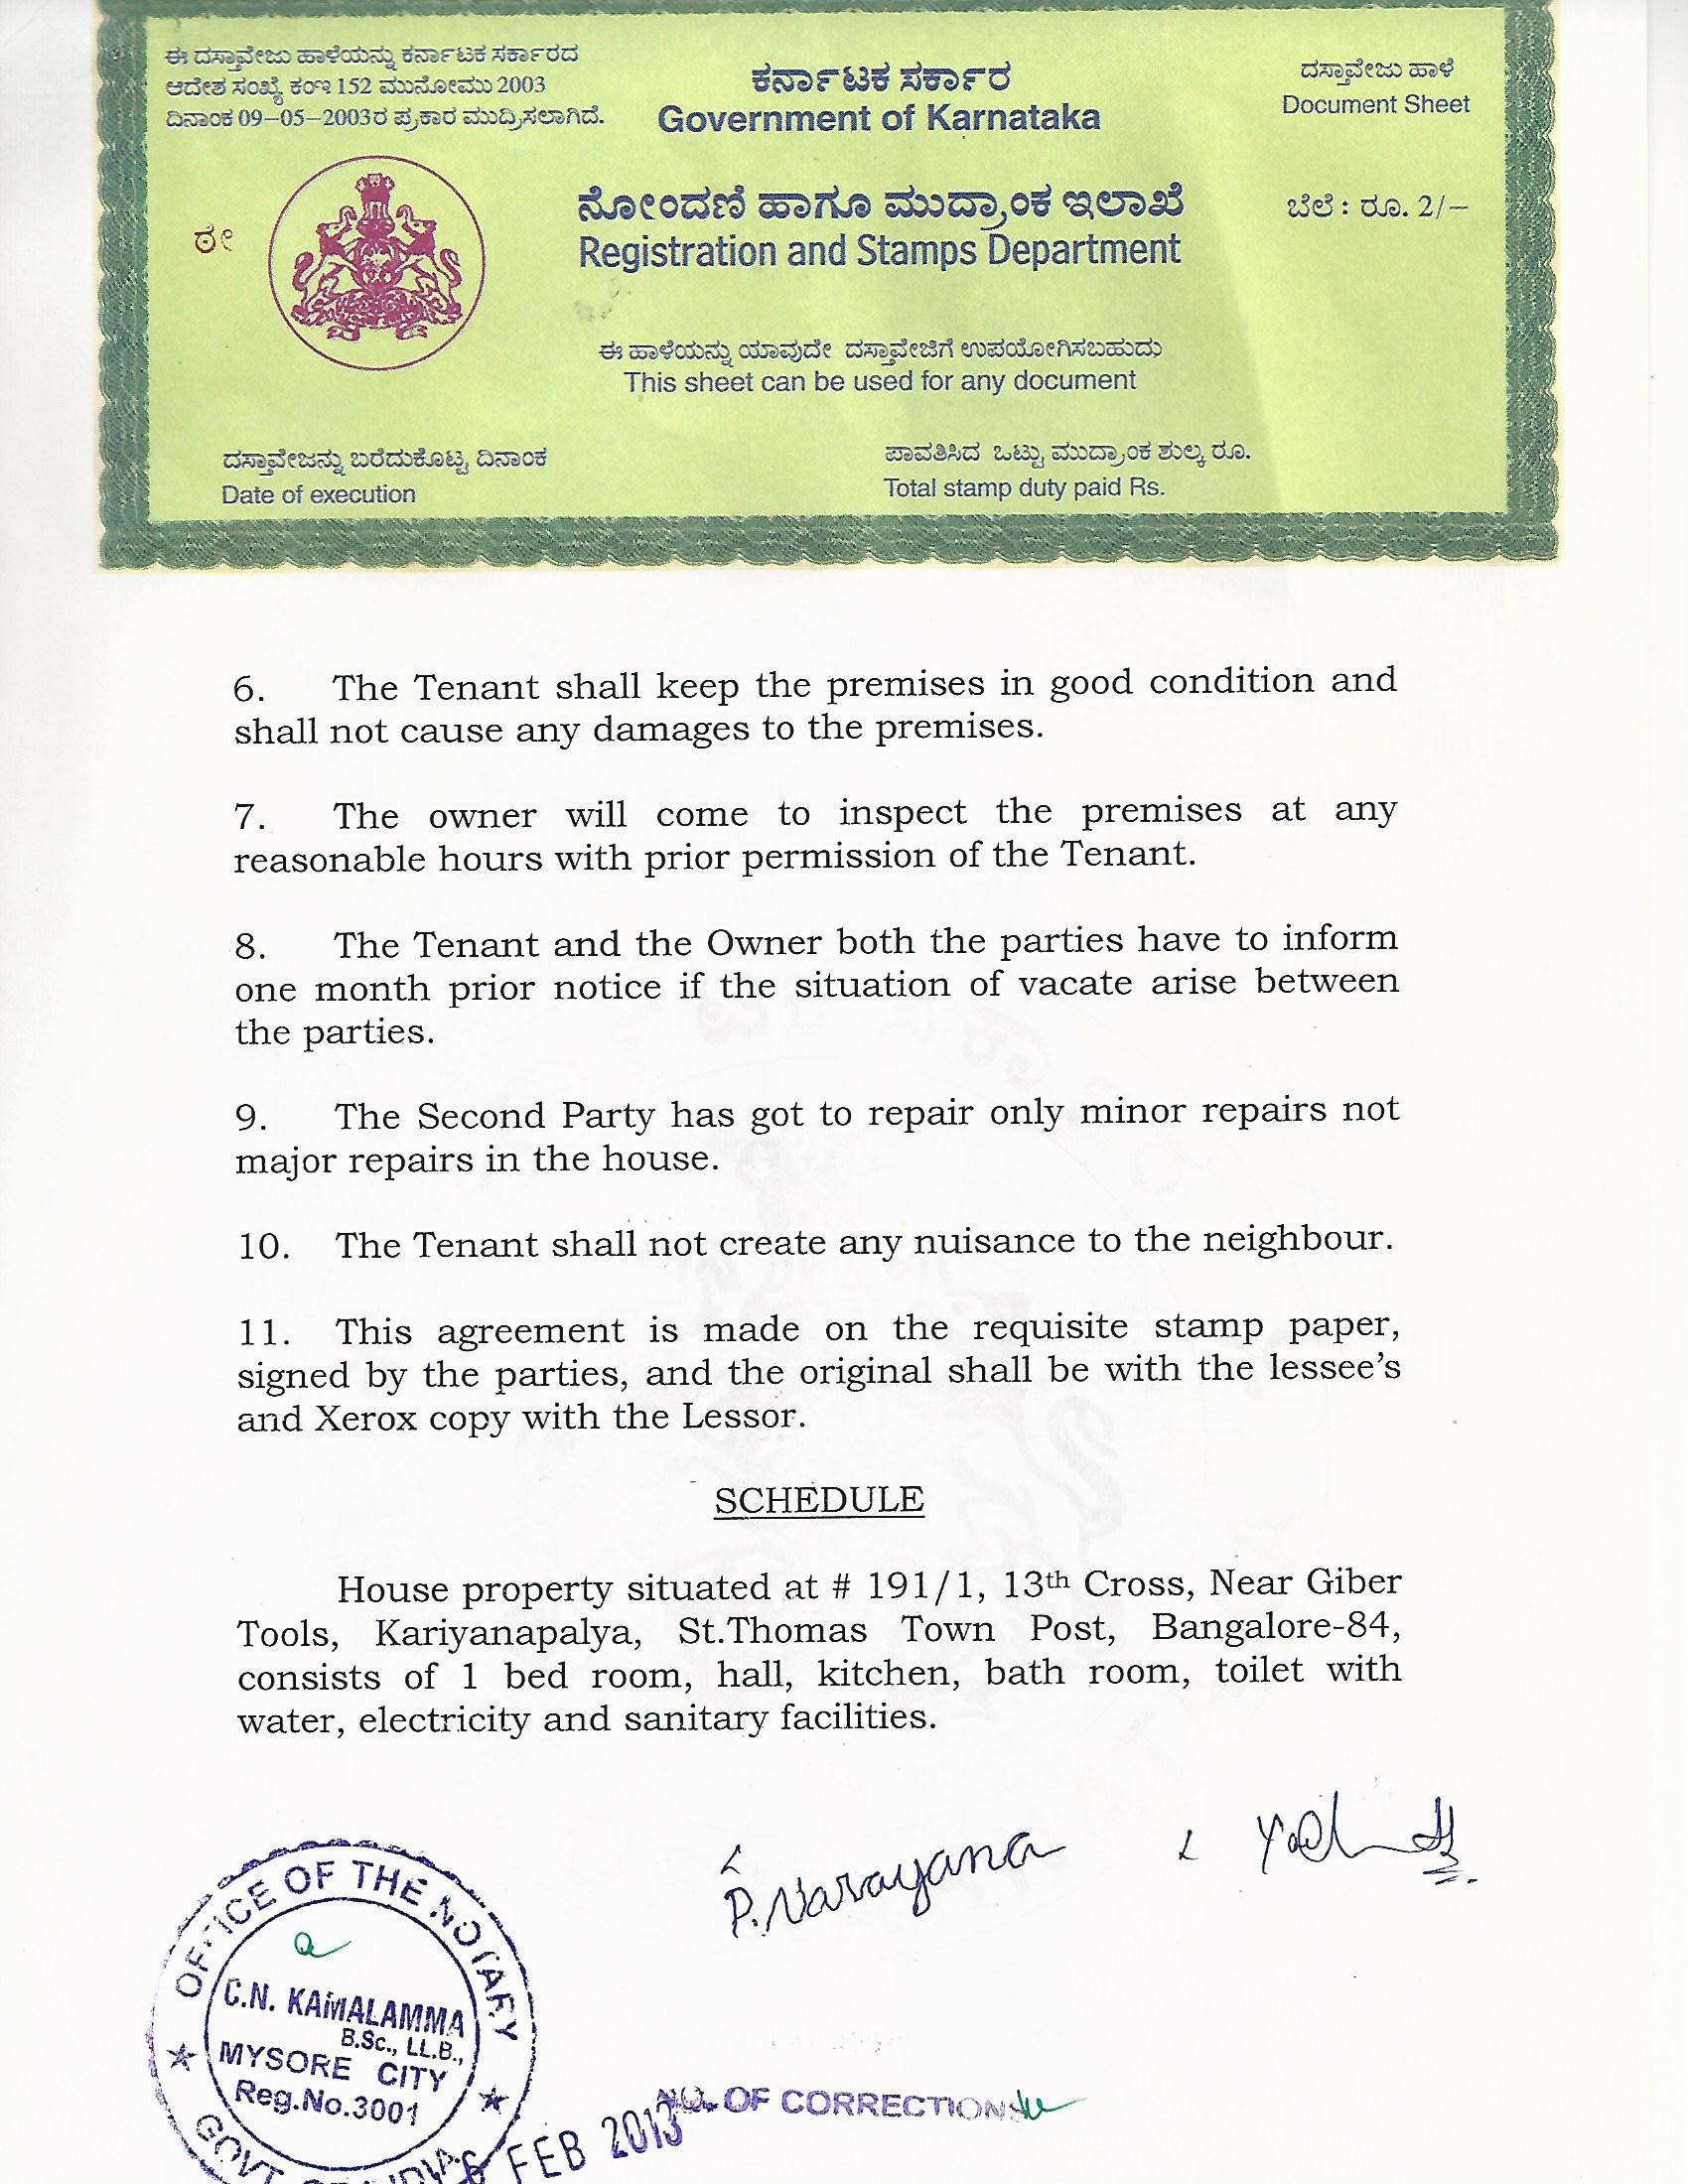 ಈ ದಸ್ತಾವೇಜು ಹಾಳೆಯನ್ನು ಕರ್ನಾಟಕ ಸರ್ಕಾರದ
ಆದೇಶ ಸಂಖ್ಯೆ ಕಂಇ 152 ಮುನೋಮು 2003
ದಿನಾಂಕ 09-05-2003ರ ಪ್ರಕಾರ ಮುದ್ರಿಸಲಾಗಿದೆ.
ಕರ್ನಾಟಕ ಸರ್ಕಾರ
Government of Karnataka
ದಸ್ತಾವೇಜು ಹಾಳೆ
Document Sheet
ನೋಂದಣಿ ಹಾಗೂ ಮುದ್ರಾಂಕ ಇಲಾಖೆ
Registration and Stamps Department
ಬೆಲೆ : ರೂ. 2/-
ಈ ಹಾಳೆಯನ್ನು ಯಾವುದೇ ದಸ್ತಾವೇಜಿಗೆ ಉಪಯೋಗಿಸಬಹುದು
This sheet can be used for any document
ದಸ್ತಾವೇಜನ್ನು ಬರೆದುಕೊಟ್ಟ ದಿನಾಂಕ
Date of execution
ಪಾವತಿಸಿದ ಒಟ್ಟು ಮುದ್ರಾಂಕ ಶುಲ್ಕ ರೂ.
Total stamp duty paid Rs.
6. The Tenant shall keep the premises in good condition and
shall not cause any damages to the premises.
7. The owner will come to inspect the premises at any
reasonable hours with prior permission of the Tenant.
8. The Tenant and the Owner both the parties have to inform
one month prior notice if the situation of vacate arise between
the parties.
9. The Second Party has got to repair only minor repairs not
major repairs in the house.
10. The Tenant shall not create any nuisance to the neighbour.
11. This agreement is made on the requisite stamp paper,
signed by the parties, and the original shall be with the lessee's
and Xerox copy with the Lessor.
SCHEDULE
House property situated at # 191/1, 13th Cross, Near Giber
Tools, Kariyanapalya, St.Thomas Town Post, Bangalore-84,
consists of 1 bed room, hall, kitchen, bath room, toilet with
water, electricity and sanitary facilities.
P. Narayana
OFFICE OF THE NOTARY
C.N. KAMALAMMA
B.Sc., LL.B.,
MYSORE CITY
Reg.No.3001
GOVT. OF INDIA
6 FEB 2013
NO. OF CORRECTIONS